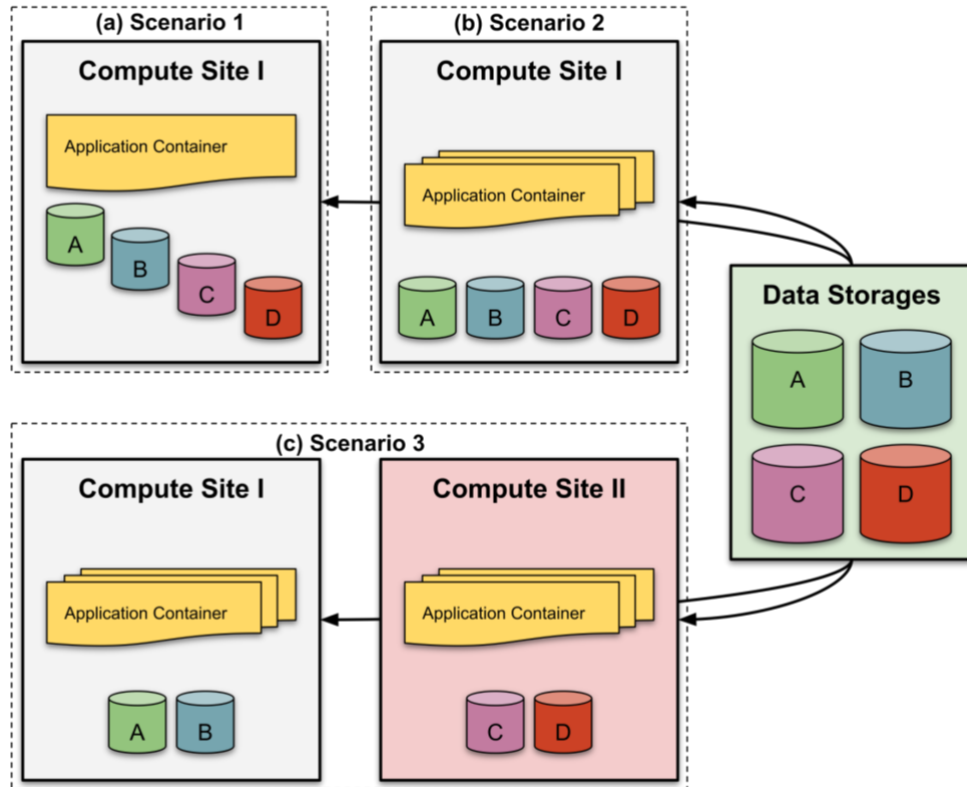 (a) Scenario 1
Compute Site I
Application Container
A
B
C
D
(b) Scenario 2
Compute Site I
Application Container
A B C D
Data Storages
A B
C D
(c) Scenario 3
Compute Site I
Application Container
A B
Compute Site II
Application Container
C D